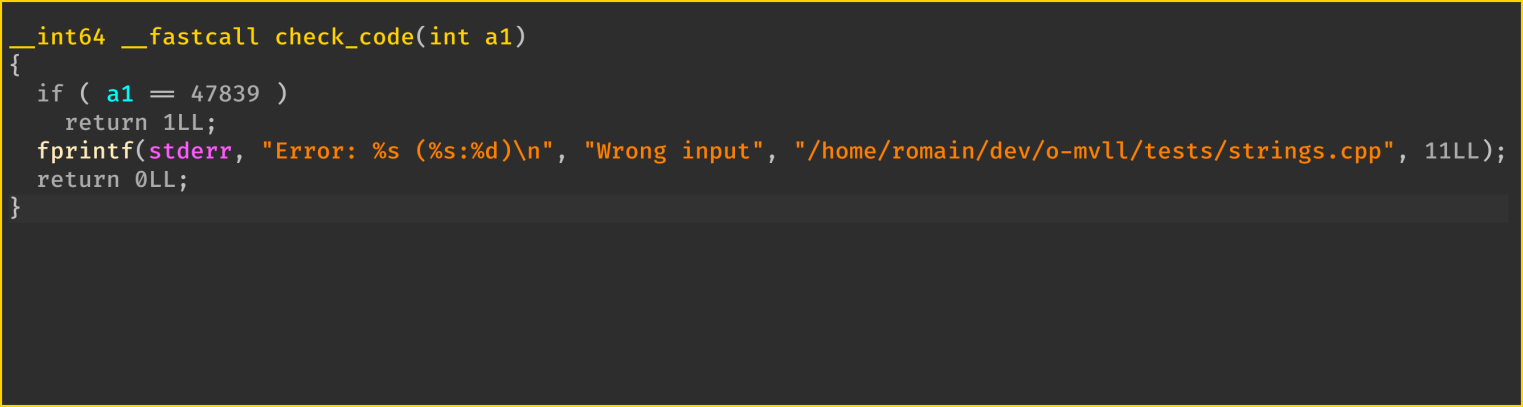 __int64 __fastcall check_code(int a1)
{
  if ( a1 == 47839 )
    return 1LL;
  fprintf(stderr, "Error: %s (%s:%d)\n", "Wrong input", "/home/romain/dev/o-mvll/tests/strings.cpp", 11LL);
  return 0LL;
}